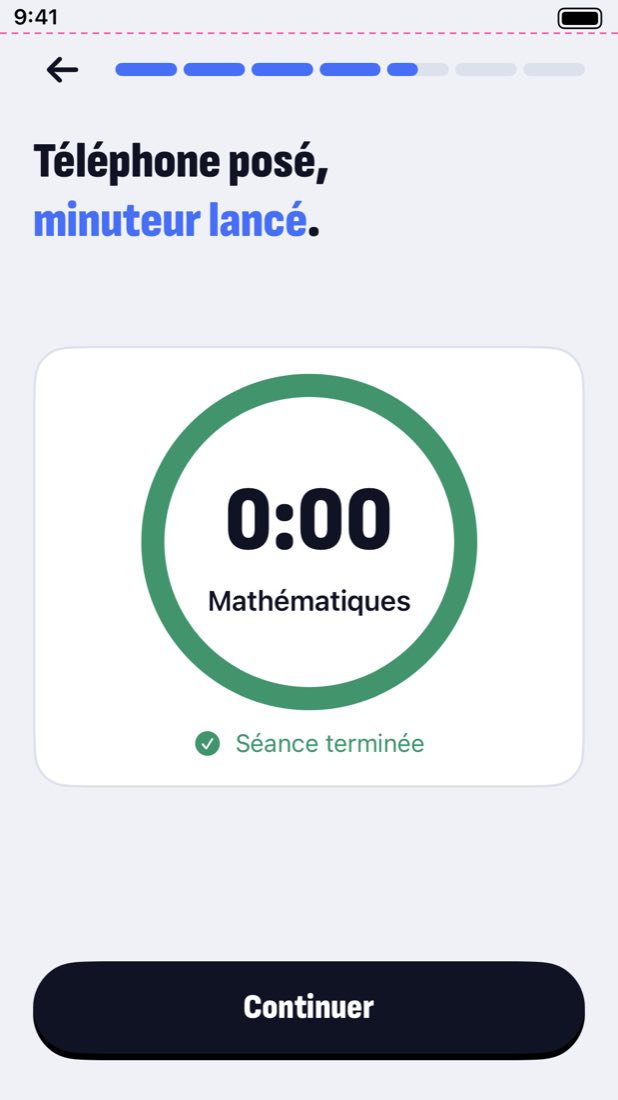 9:41
Téléphone posé,
minuteur lancé.
0:00
Mathématiques
Séance terminée
Continuer